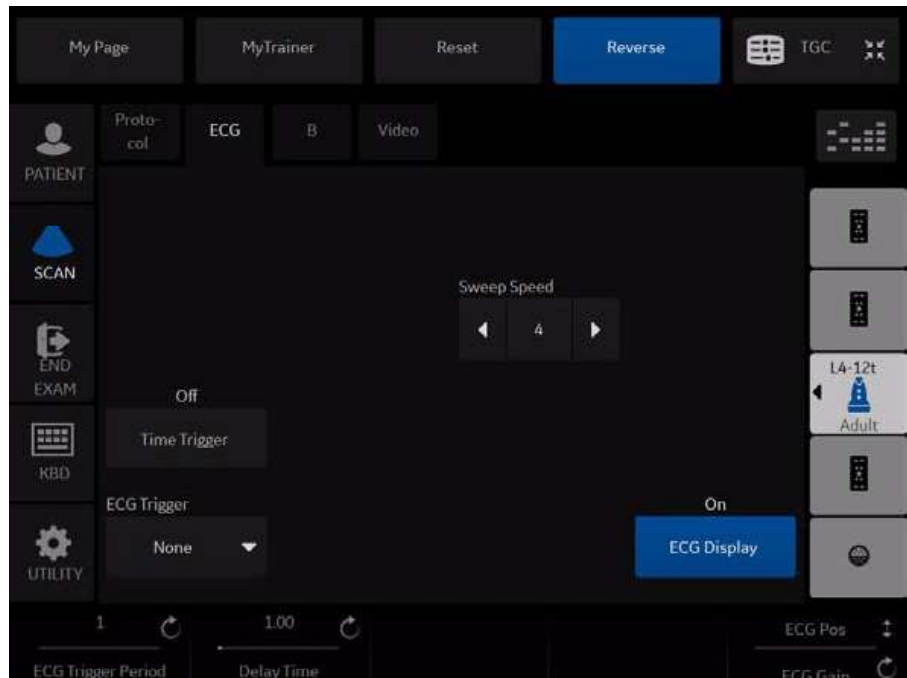 My Page
MyTrainer
Reset
Reverse
TGC
PATIENT
SCAN
END
EXAM
KBD
UTILITY
Proto-
col
ECG
B
Video
Sweep Speed
4
Off
Time Trigger
ECG Trigger
None
On
ECG Display
L4-12t
Adult
1
ECG Trigger Period
1.00
Delay Time
ECG Pos
ECG Gain